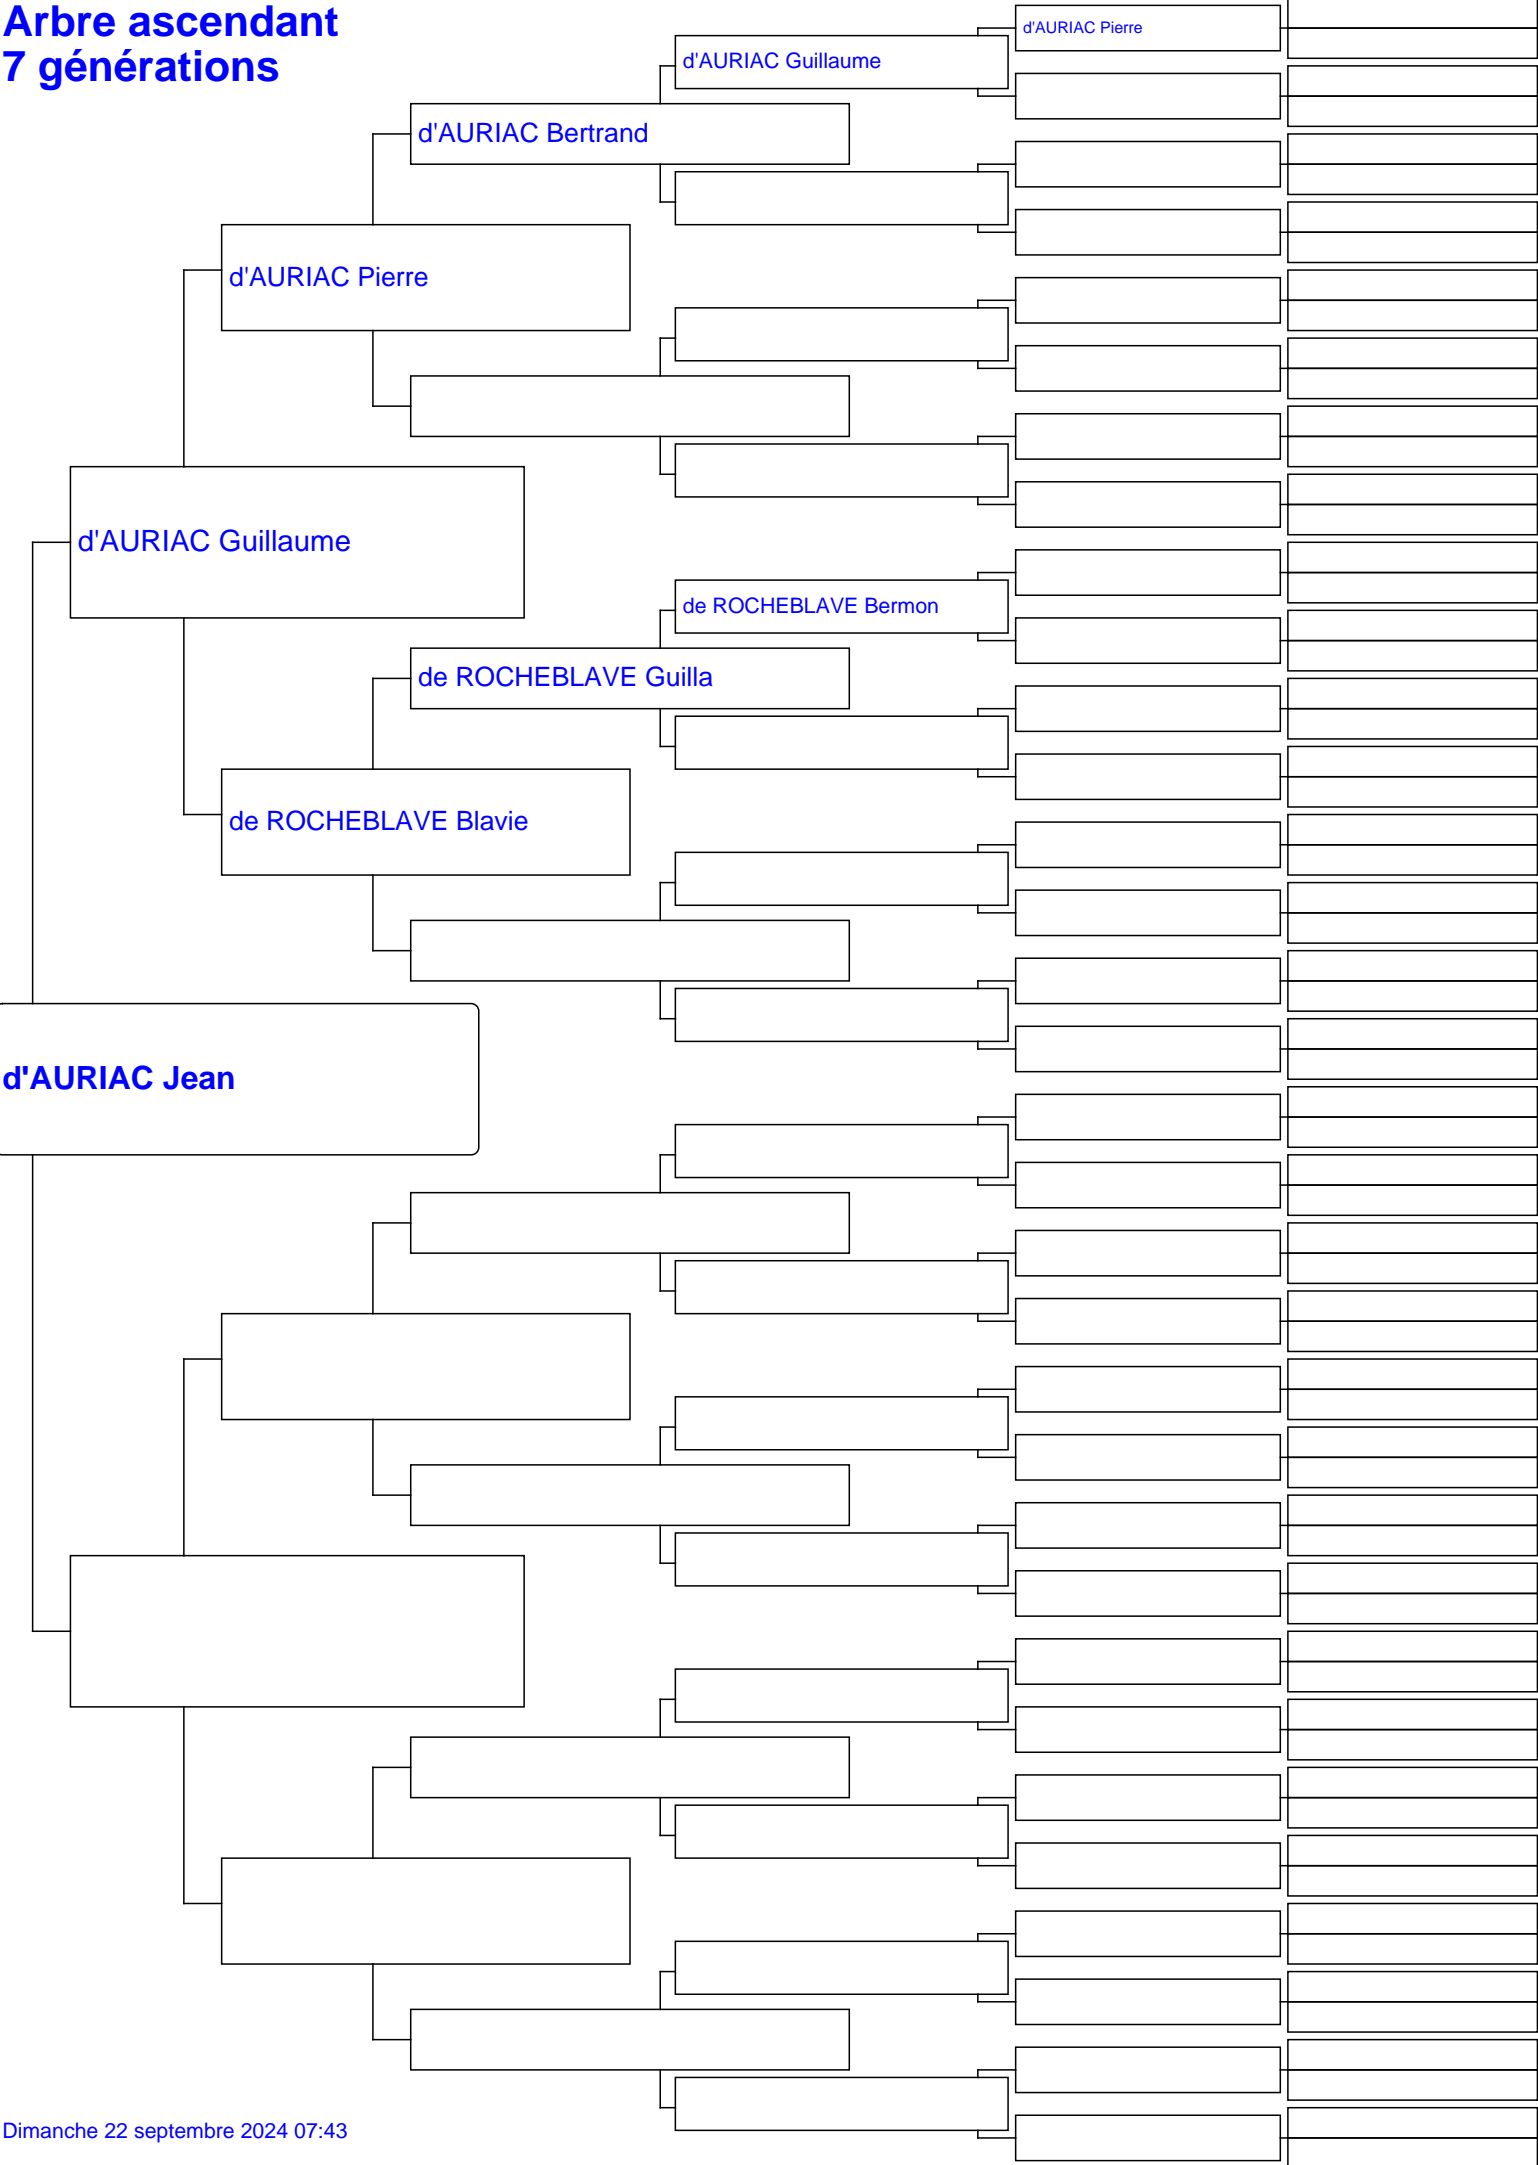 Arbre ascendant
7 générations
d'AURIAC Pierre
d'AURIAC Guillaume
d'AURIAC Bertrand
d'AURIAC Pierre
d'AURIAC Guillaume
de ROCHEBLAVE Bermon
de ROCHEBLAVE Guilla
de ROCHEBLAVE Blavie
d'AURIAC Jean
Dimanche 22 septembre 2024 07:43